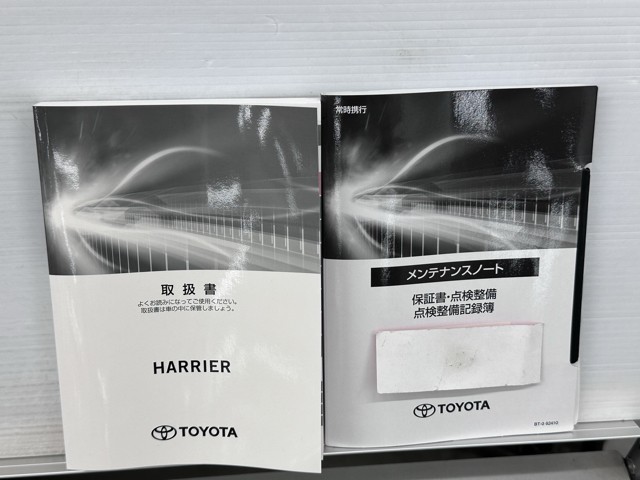 取扱書
よくお読みになってご使用ください。
取扱書は車の中に保管しましょう。
HARRIER
TOYOTA
常時携行
メンテナンスノート
保証書・点検整備
点検整備記録簿
TOYOTA